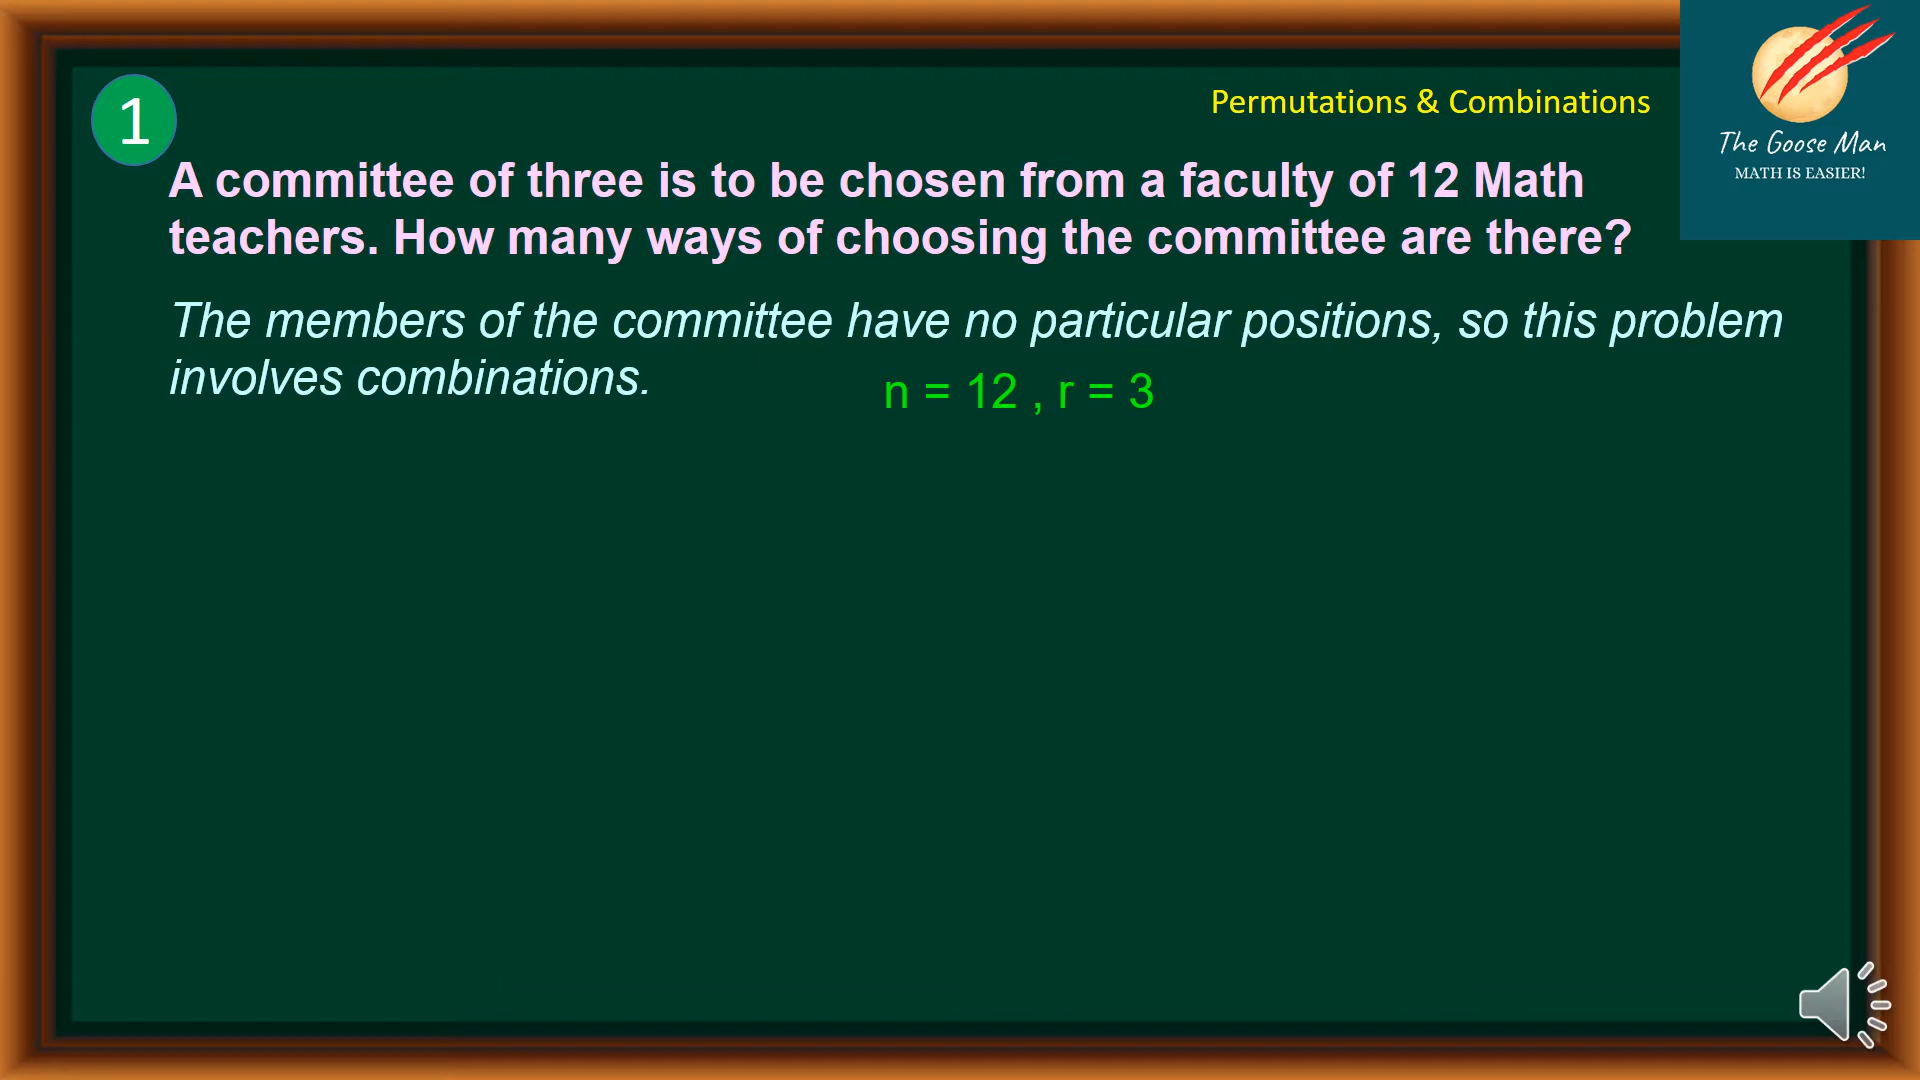 1
Permutations & Combinations
The Goose Man
MATH IS EASIER!
A committee of three is to be chosen from a faculty of 12 Math
teachers. How many ways of choosing the committee are there?
The members of the committee have no particular positions, so this problem
involves combinations.
n = 12 , r = 3